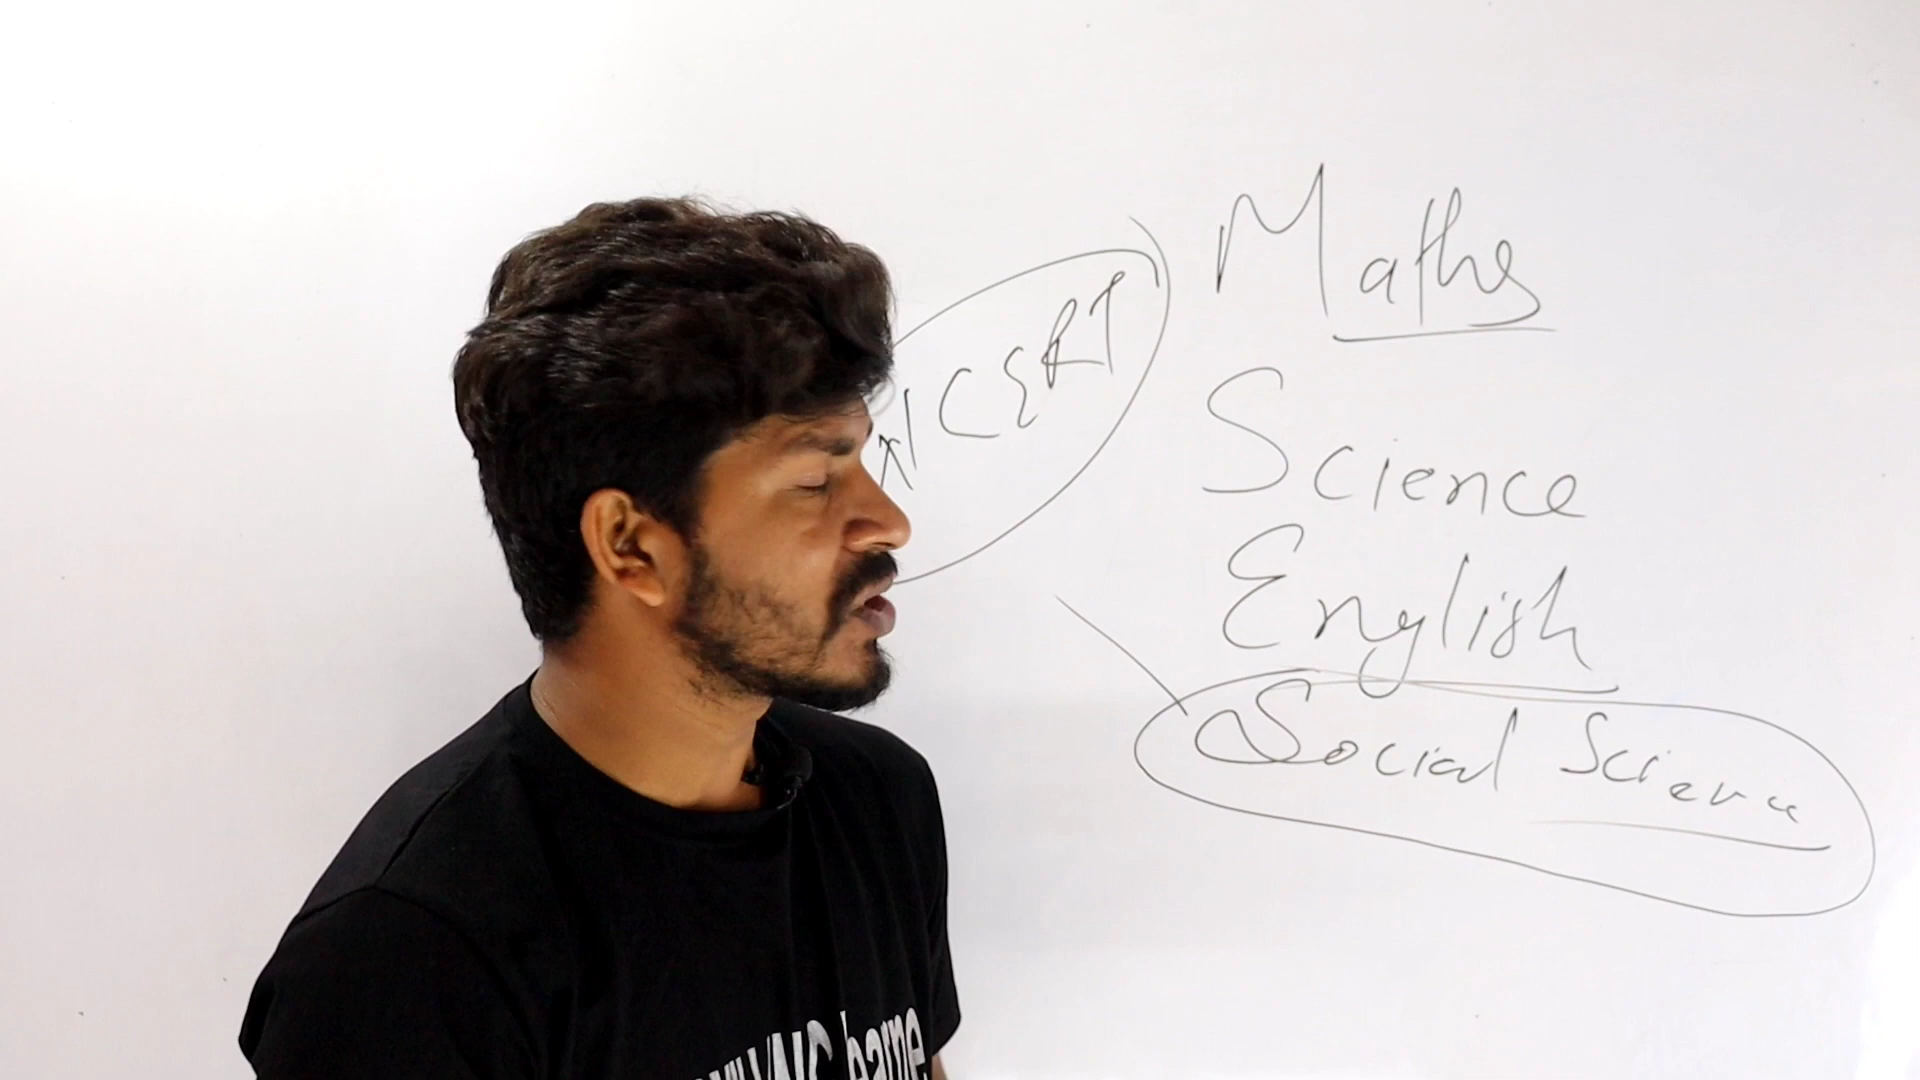 NCERT
Maths
Science
English
Social Science